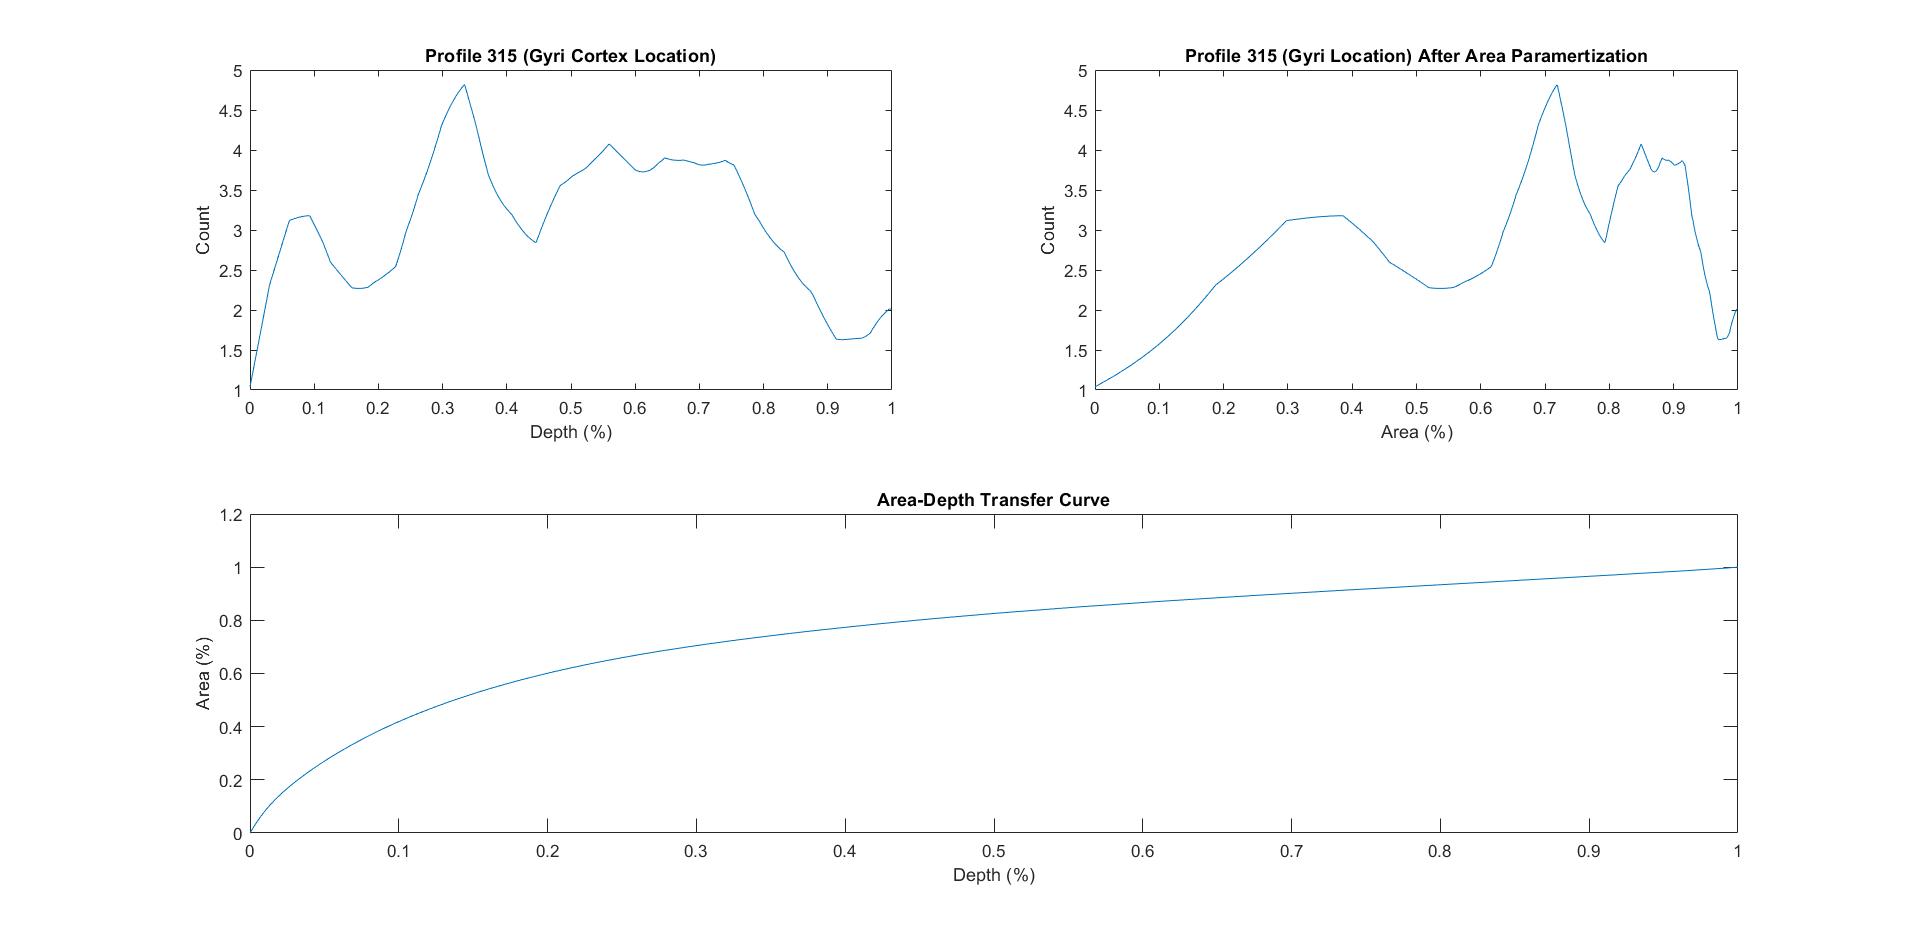 Profile 315 (Gyri Cortex Location)
5
4.5
4
3.5
3
2.5
2
1.5
1
Count
0 0.1 0.2 0.3 0.4 0.5 0.6 0.7 0.8 0.9 1
Depth (%)
Profile 315 (Gyri Location) After Area Paramertization
5
4.5
4
3.5
3
2.5
2
1.5
1
Count
0 0.1 0.2 0.3 0.4 0.5 0.6 0.7 0.8 0.9 1
Area (%)
Area-Depth Transfer Curve
1.2
1
0.8
0.6
0.4
0.2
0
Area (%)
0 0.1 0.2 0.3 0.4 0.5 0.6 0.7 0.8 0.9 1
Depth (%)